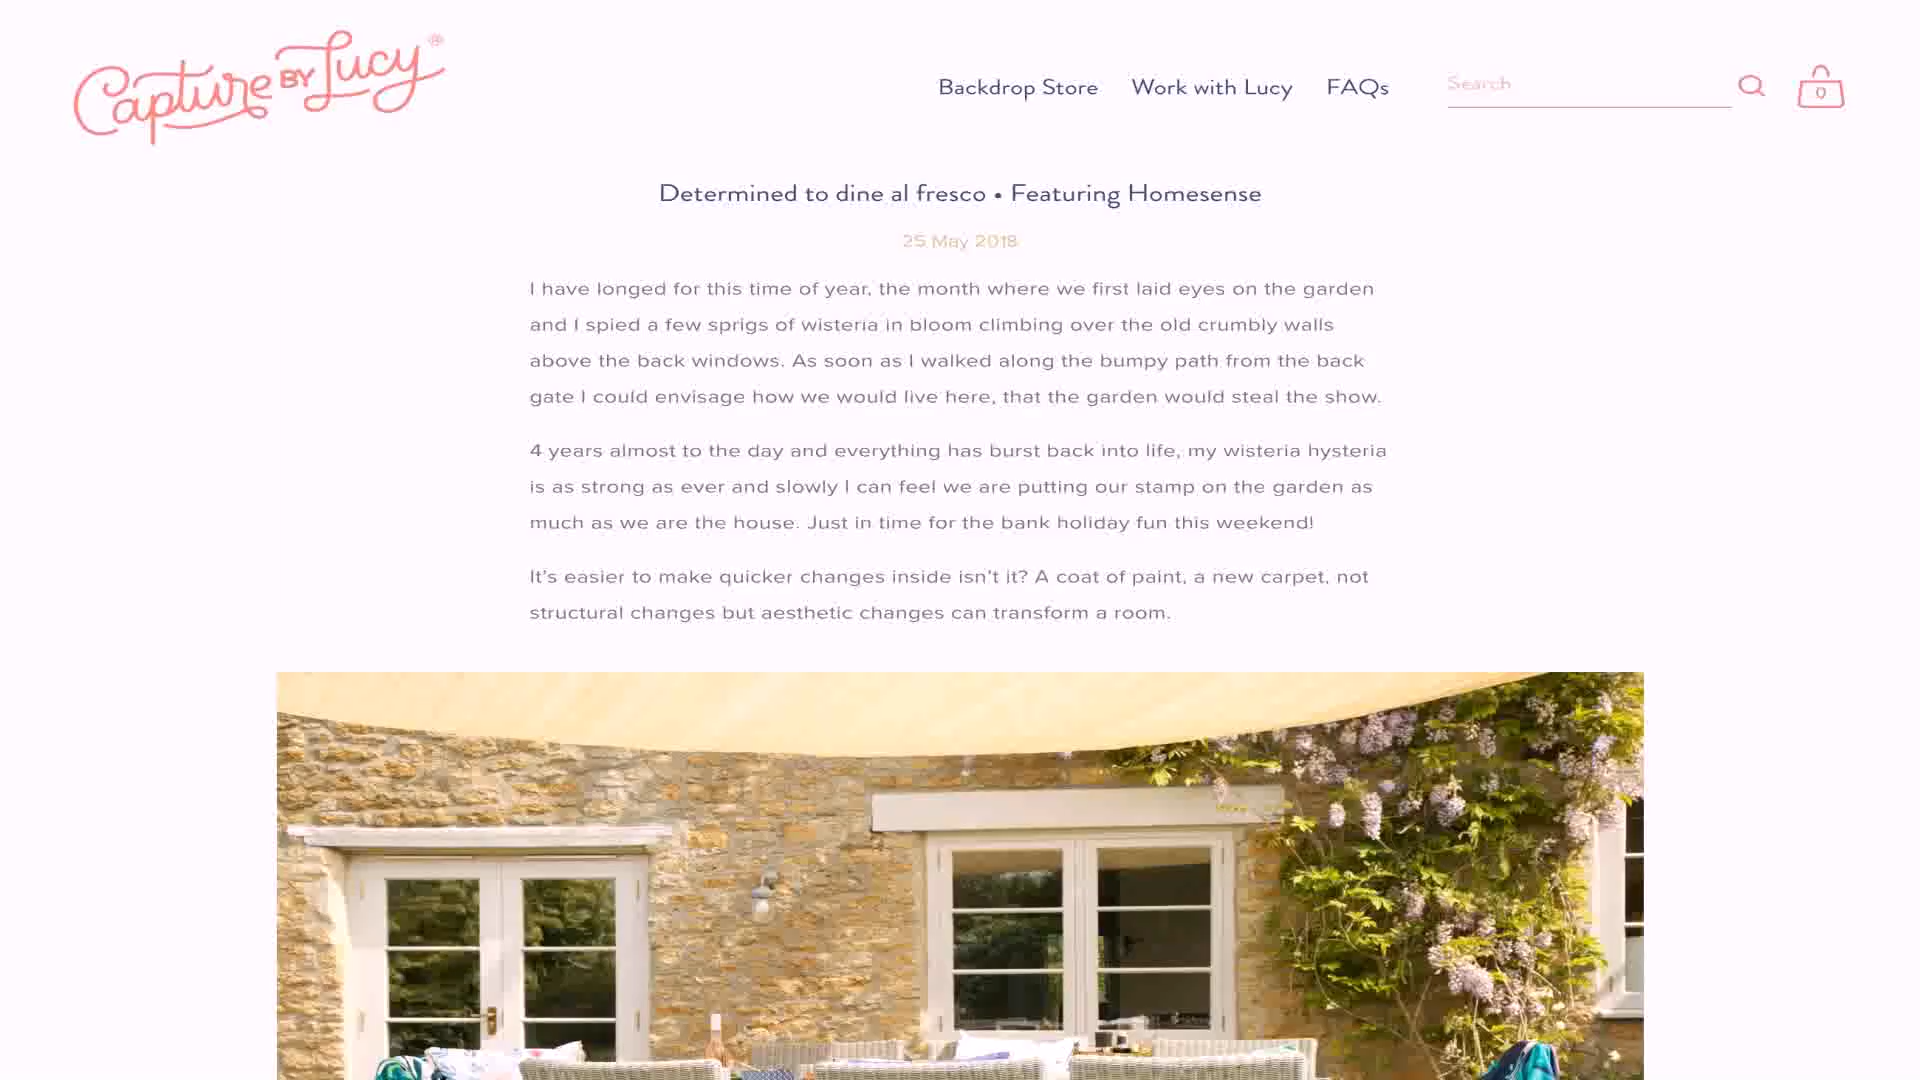 Capture BY Lucy®
Backdrop Store Work with Lucy FAQs Search 0
Determined to dine al fresco • Featuring Homesense
25 May 2018
I have longed for this time of year, the month where we first laid eyes on the garden
and I spied a few sprigs of wisteria in bloom climbing over the old crumbly walls
above the back windows. As soon as I walked along the bumpy path from the back
gate I could envisage how we would live here, that the garden would steal the show.
4 years almost to the day and everything has burst back into life, my wisteria hysteria
is as strong as ever and slowly I can feel we are putting our stamp on the garden as
much as we are the house. Just in time for the bank holiday fun this weekend!
It's easier to make quicker changes inside isn't it? A coat of paint, a new carpet, not
structural changes but aesthetic changes can transform a room.